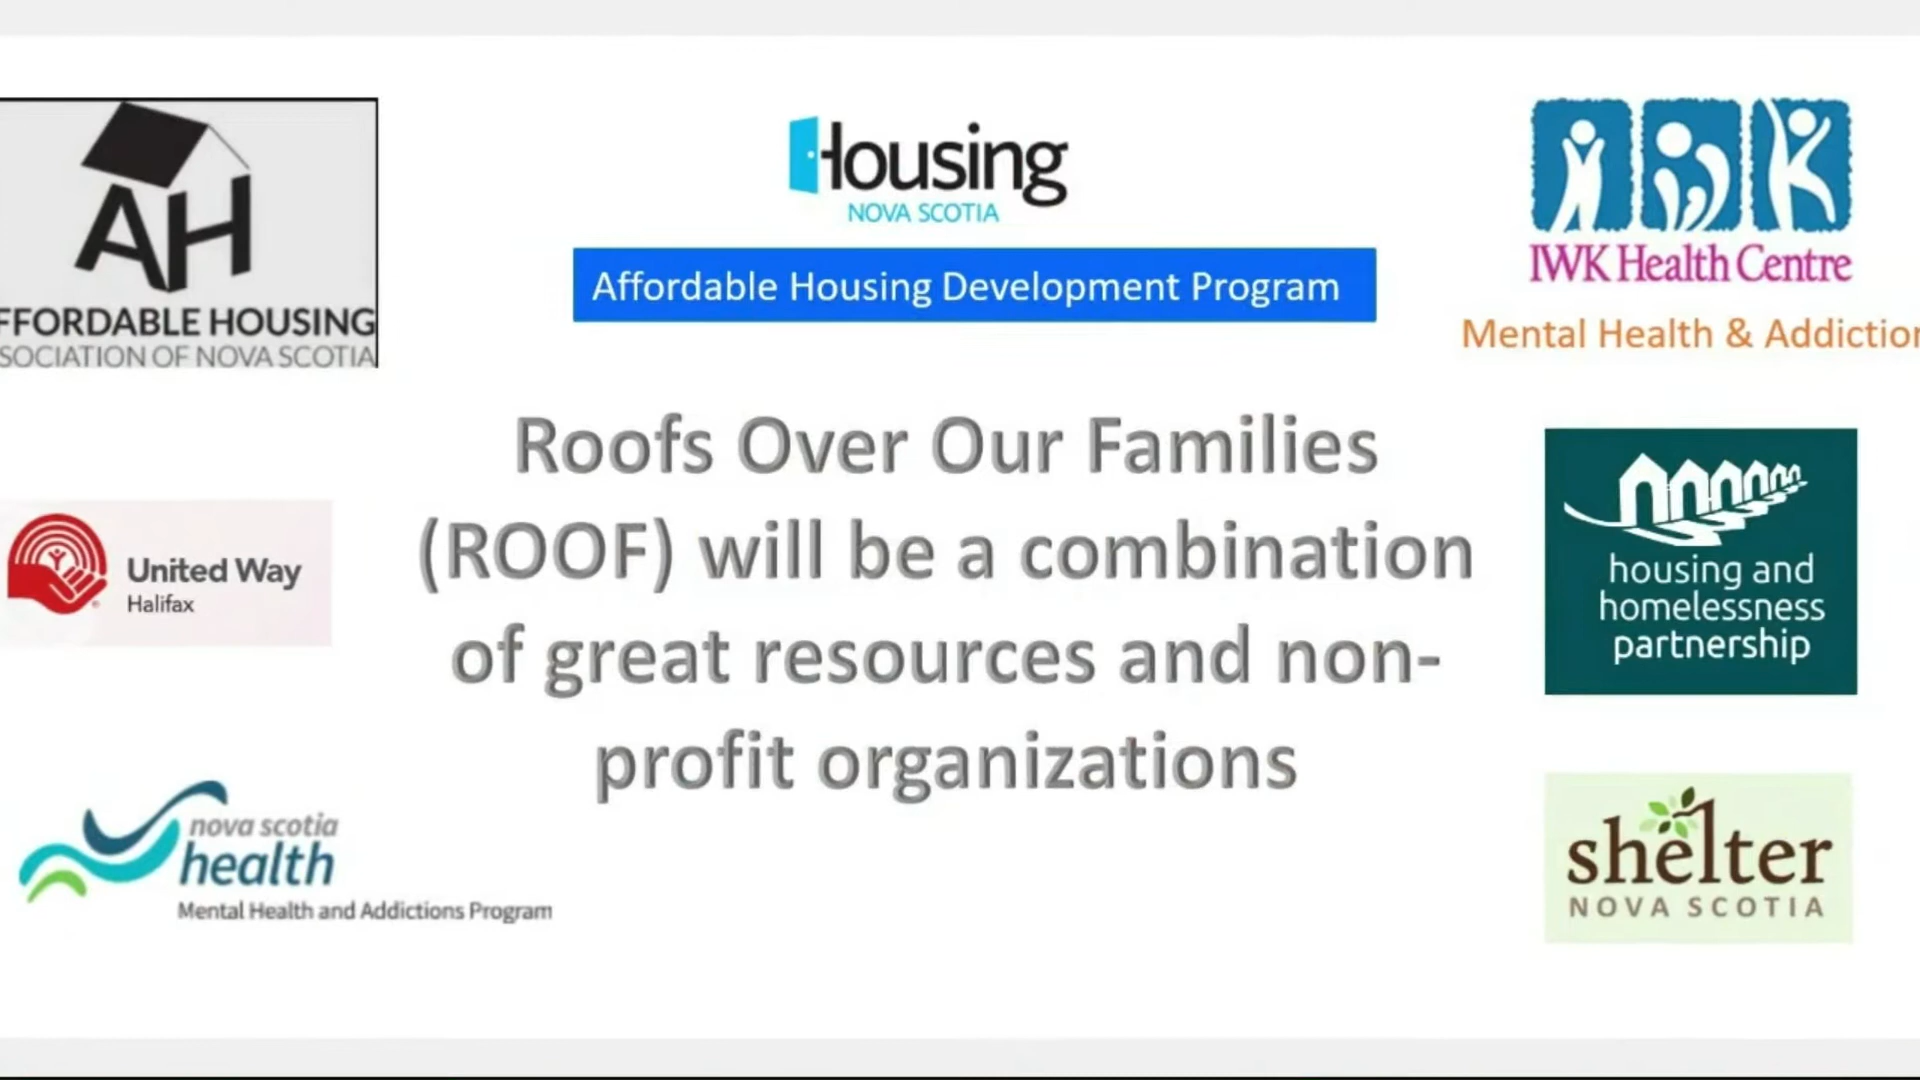 AH
FFORDABLE HOUSING
SOCIATION OF NOVA SCOTIA
Housing
NOVA SCOTIA
Affordable Housing Development Program
IWK
IWK Health Centre
Mental Health & Addiction
Roofs Over Our Families
(ROOF) will be a combination
of great resources and non-
profit organizations
United Way
Halifax
housing and
homelessness
partnership
nova scotia
health
Mental Health and Addictions Program
shelter
NOVA SCOTIA